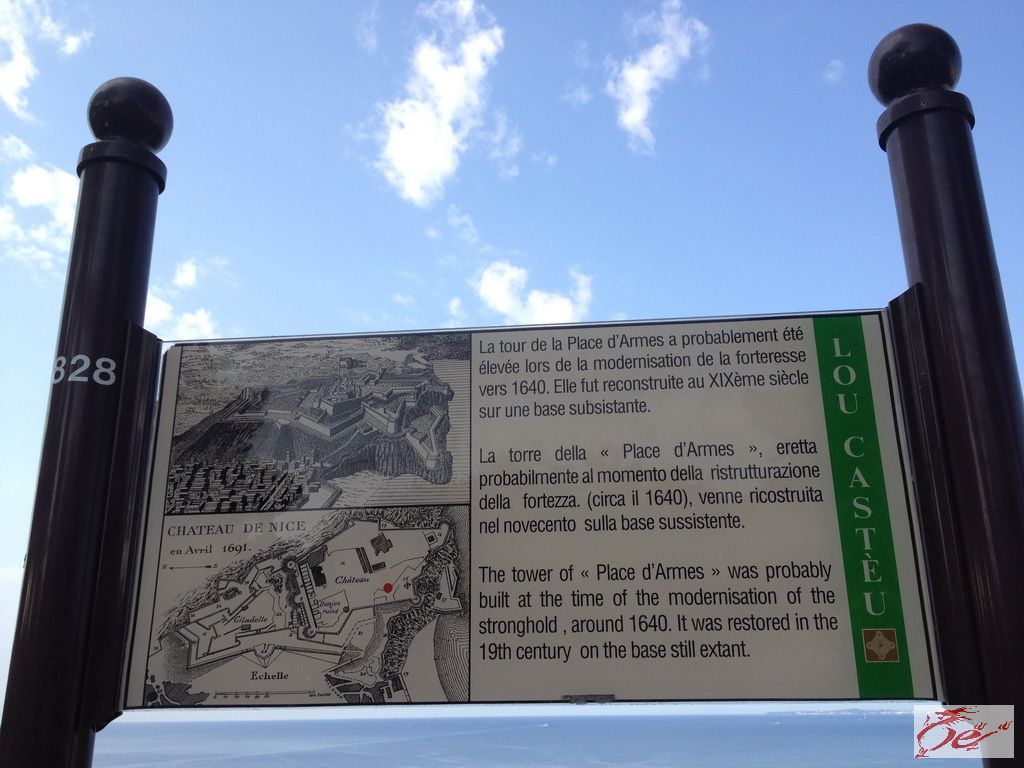 828
CHATEAU DE NICE
en Avril 1691.
Château
Donjon
ruiné
Citadelle
Echelle
La tour de la Place d'Armes a probablement été
élevée lors de la modernisation de la forteresse
vers 1640. Elle fut reconstruite au XIXème siècle
sur une base subsistante.
La torre della « Place d'Armes », eretta
probabilmente al momento della ristrutturazione
della fortezza. (circa il 1640), venne ricostruita
nel novecento sulla base sussistente.
The tower of « Place d'Armes » was probably
built at the time of the modernisation of the
stronghold , around 1640. It was restored in the
19th century on the base still extant.
LOU CASTÈU